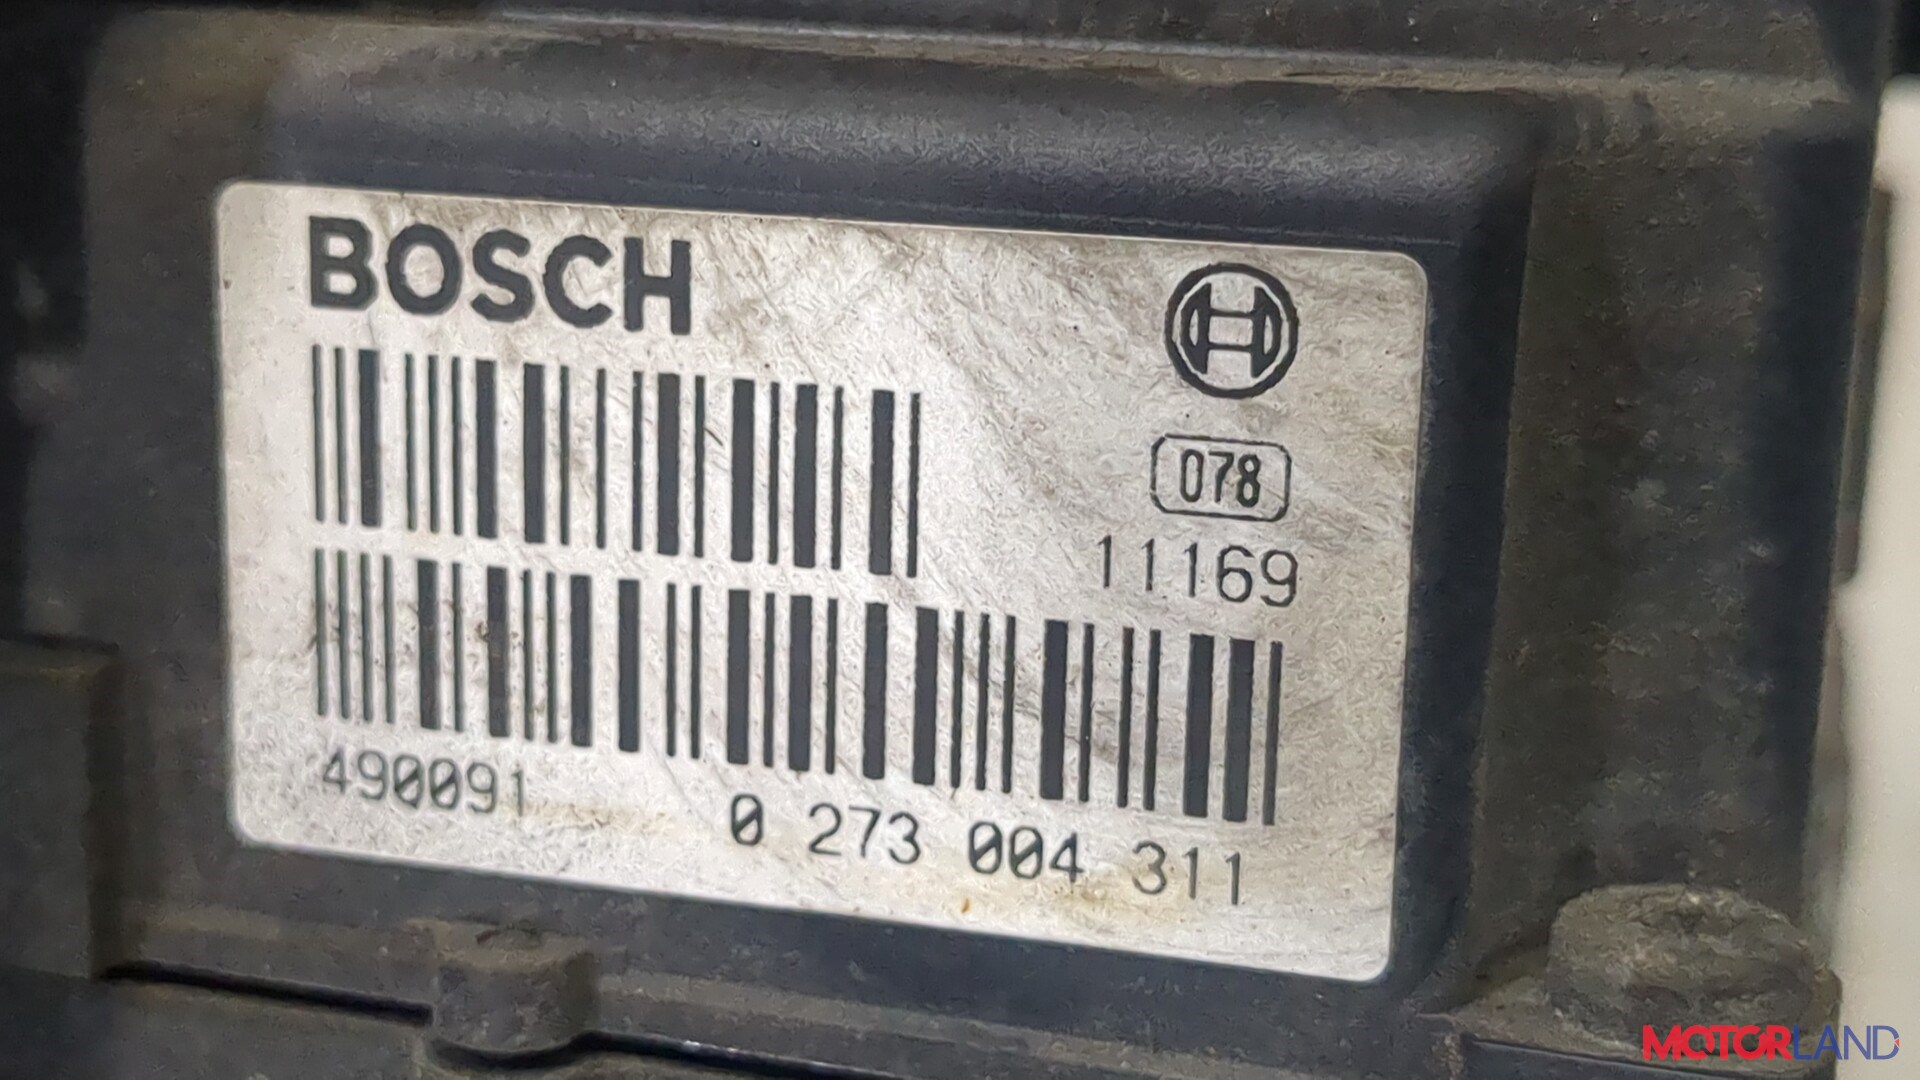 BOSCH
078
11169
490091
0 273 004 311
MOTORLAND